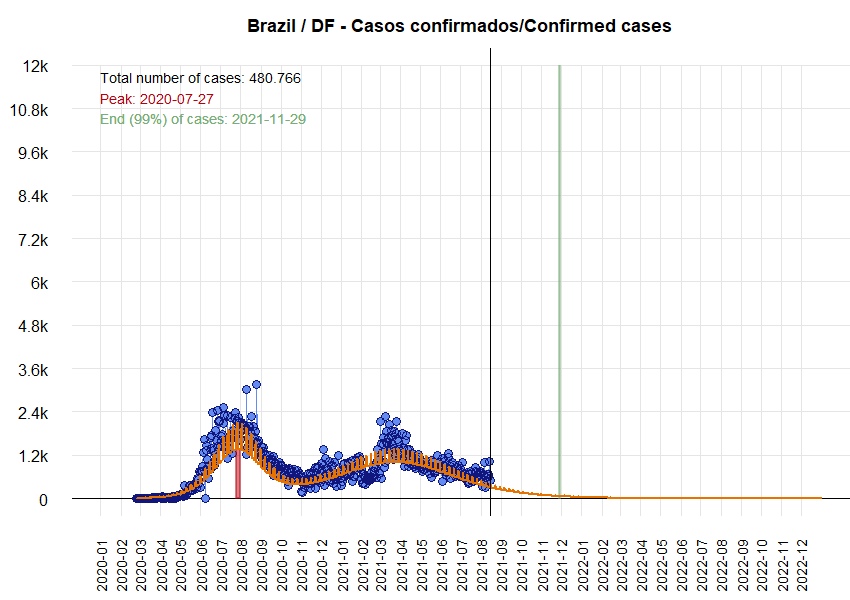 Brazil / DF - Casos confirmados/Confirmed cases
Total number of cases: 480.766
Peak: 2020-07-27
End (99%) of cases: 2021-11-29
12k
10.8k
9.6k
8.4k
7.2k
6k
4.8k
3.6k
2.4k
1.2k
0
2020-01
2020-02
2020-03
2020-04
2020-05
2020-06
2020-07
2020-08
2020-09
2020-10
2020-11
2020-12
2021-01
2021-02
2021-03
2021-04
2021-05
2021-06
2021-07
2021-08
2021-09
2021-10
2021-11
2021-12
2022-01
2022-02
2022-03
2022-04
2022-05
2022-06
2022-07
2022-08
2022-09
2022-10
2022-11
2022-12